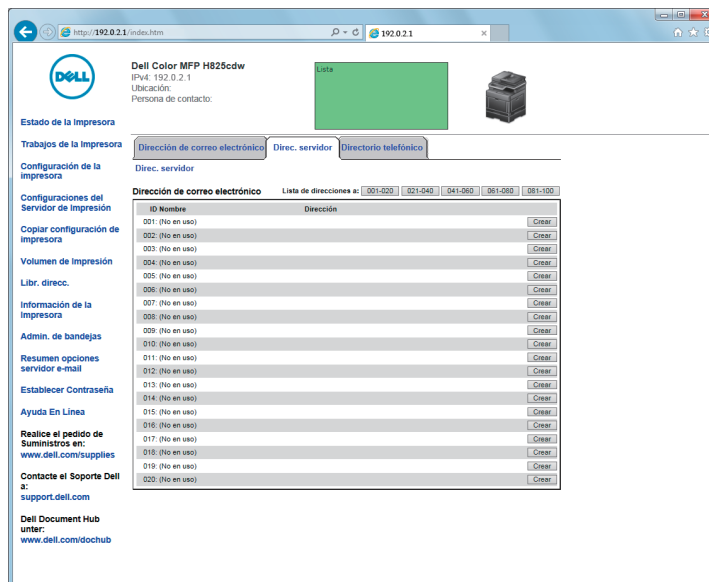 http://192.0.2.1/index.htm
192.0.2.1
DELL
Dell Color MFP H825cdw
IPv4: 192.0.2.1
Ubicación:
Persona de contacto:
Lista
Estado de la Impresora
Trabajos de la Impresora
Configuración de la
impresora
Configuraciones del
Servidor de Impresión
Copiar configuración de
impresora
Volumen de Impresión
Libr. direcc.
Información de la
Impresora
Admin. de bandejas
Resumen opciones
servidor e-mail
Establecer Contraseña
Ayuda En Linea
Realice el pedido de
Suministros en:
www.dell.com/supplies
Contacte el Soporte Dell
a:
support.dell.com
Dell Document Hub
unter:
www.dell.com/dochub
Dirección de correo electrónico Direc. servidor Directorio telefónico
Direc. servidor
Dirección de correo electrónico Lista de direcciones a: 001-020 021-040 041-060 061-080 081-100
ID Nombre Dirección
001: (No en uso) Crear
002: (No en uso) Crear
003: (No en uso) Crear
004: (No en uso) Crear
005: (No en uso) Crear
006: (No en uso) Crear
007: (No en uso) Crear
008: (No en uso) Crear
009: (No en uso) Crear
010: (No en uso) Crear
011: (No en uso) Crear
012: (No en uso) Crear
013: (No en uso) Crear
014: (No en uso) Crear
015: (No en uso) Crear
016: (No en uso) Crear
017: (No en uso) Crear
018: (No en uso) Crear
019: (No en uso) Crear
020: (No en uso) Crear